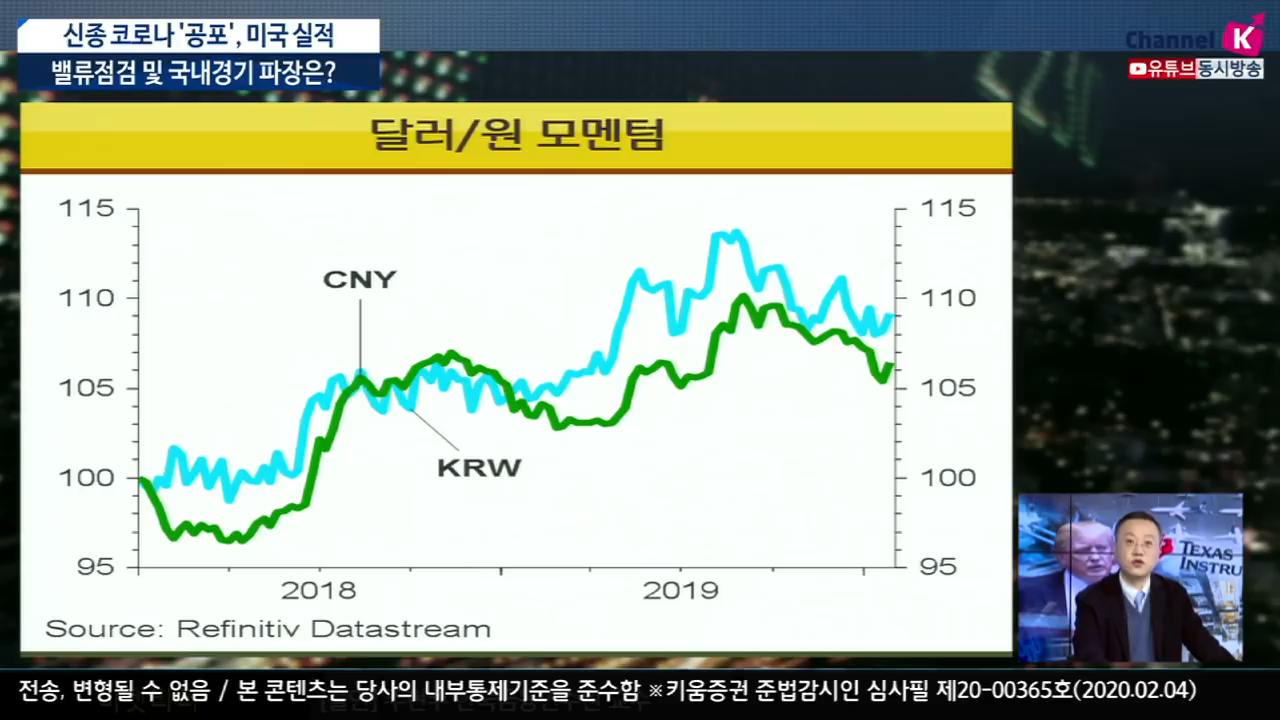 신종 코로나 '공포', 미국 실적
밸류점검 및 국내경기 파장은?
Channel K
유튜브 동시방송
달러/원 모멘텀
115 115
CNY
110 110
105 105
KRW
100 100
95 95
2018 2019
Source: Refinitiv Datastream
TEXAS
INSTRU
전송, 변형될 수 없음 / 본 콘텐츠는 당사의 내부통제기준을 준수함 ※키움증권 준법감시인 심사필 제20-00365호(2020.02.04)